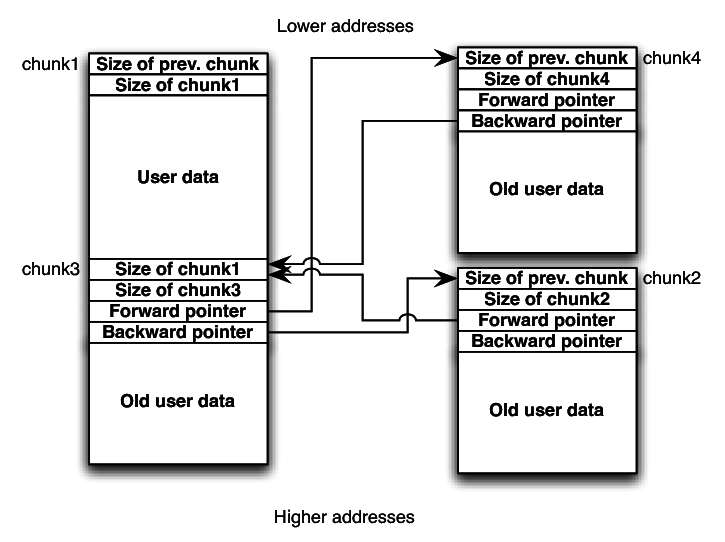 Lower addresses
chunk1
Size of prev. chunk
Size of chunk1
User data
chunk3
Size of chunk1
Size of chunk3
Forward pointer
Backward pointer
Old user data
Size of prev. chunk
chunk4
Size of chunk4
Forward pointer
Backward pointer
Old user data
Size of prev. chunk
chunk2
Size of chunk2
Forward pointer
Backward pointer
Old user data
Higher addresses